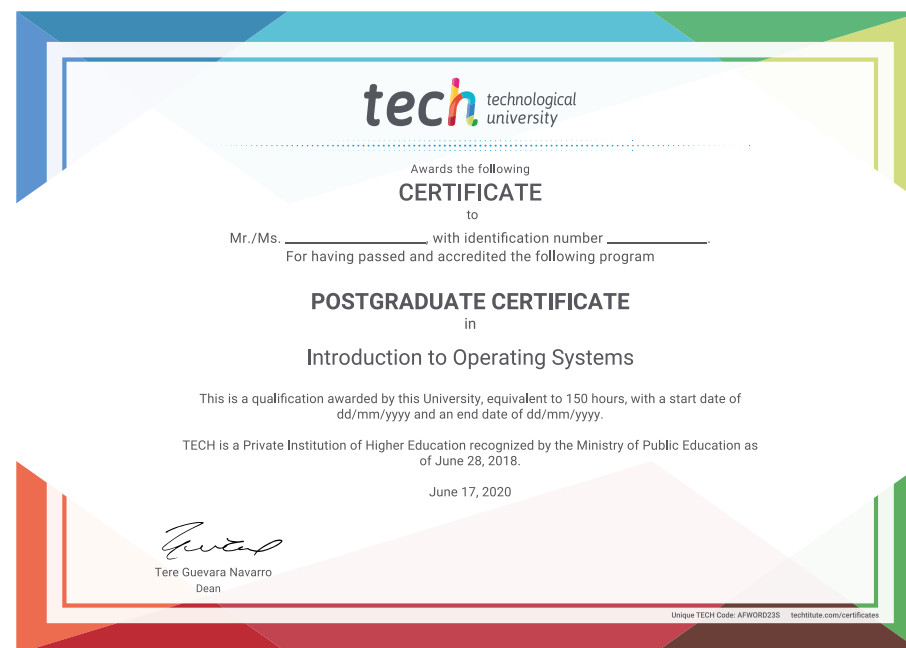 tech technological
university
Awards the following
CERTIFICATE
to
Mr./Ms. ____________________, with identification number ______________.
For having passed and accredited the following program
POSTGRADUATE CERTIFICATE
in
Introduction to Operating Systems
This is a qualification awarded by this University, equivalent to 150 hours, with a start date of
dd/mm/yyyy and an end date of dd/mm/yyyy.
TECH is a Private Institution of Higher Education recognized by the Ministry of Public Education as
of June 28, 2018.
June 17, 2020
Tere Guevara Navarro
Dean
Unique TECH Code: AFWORD23S techtitute.com/certificates